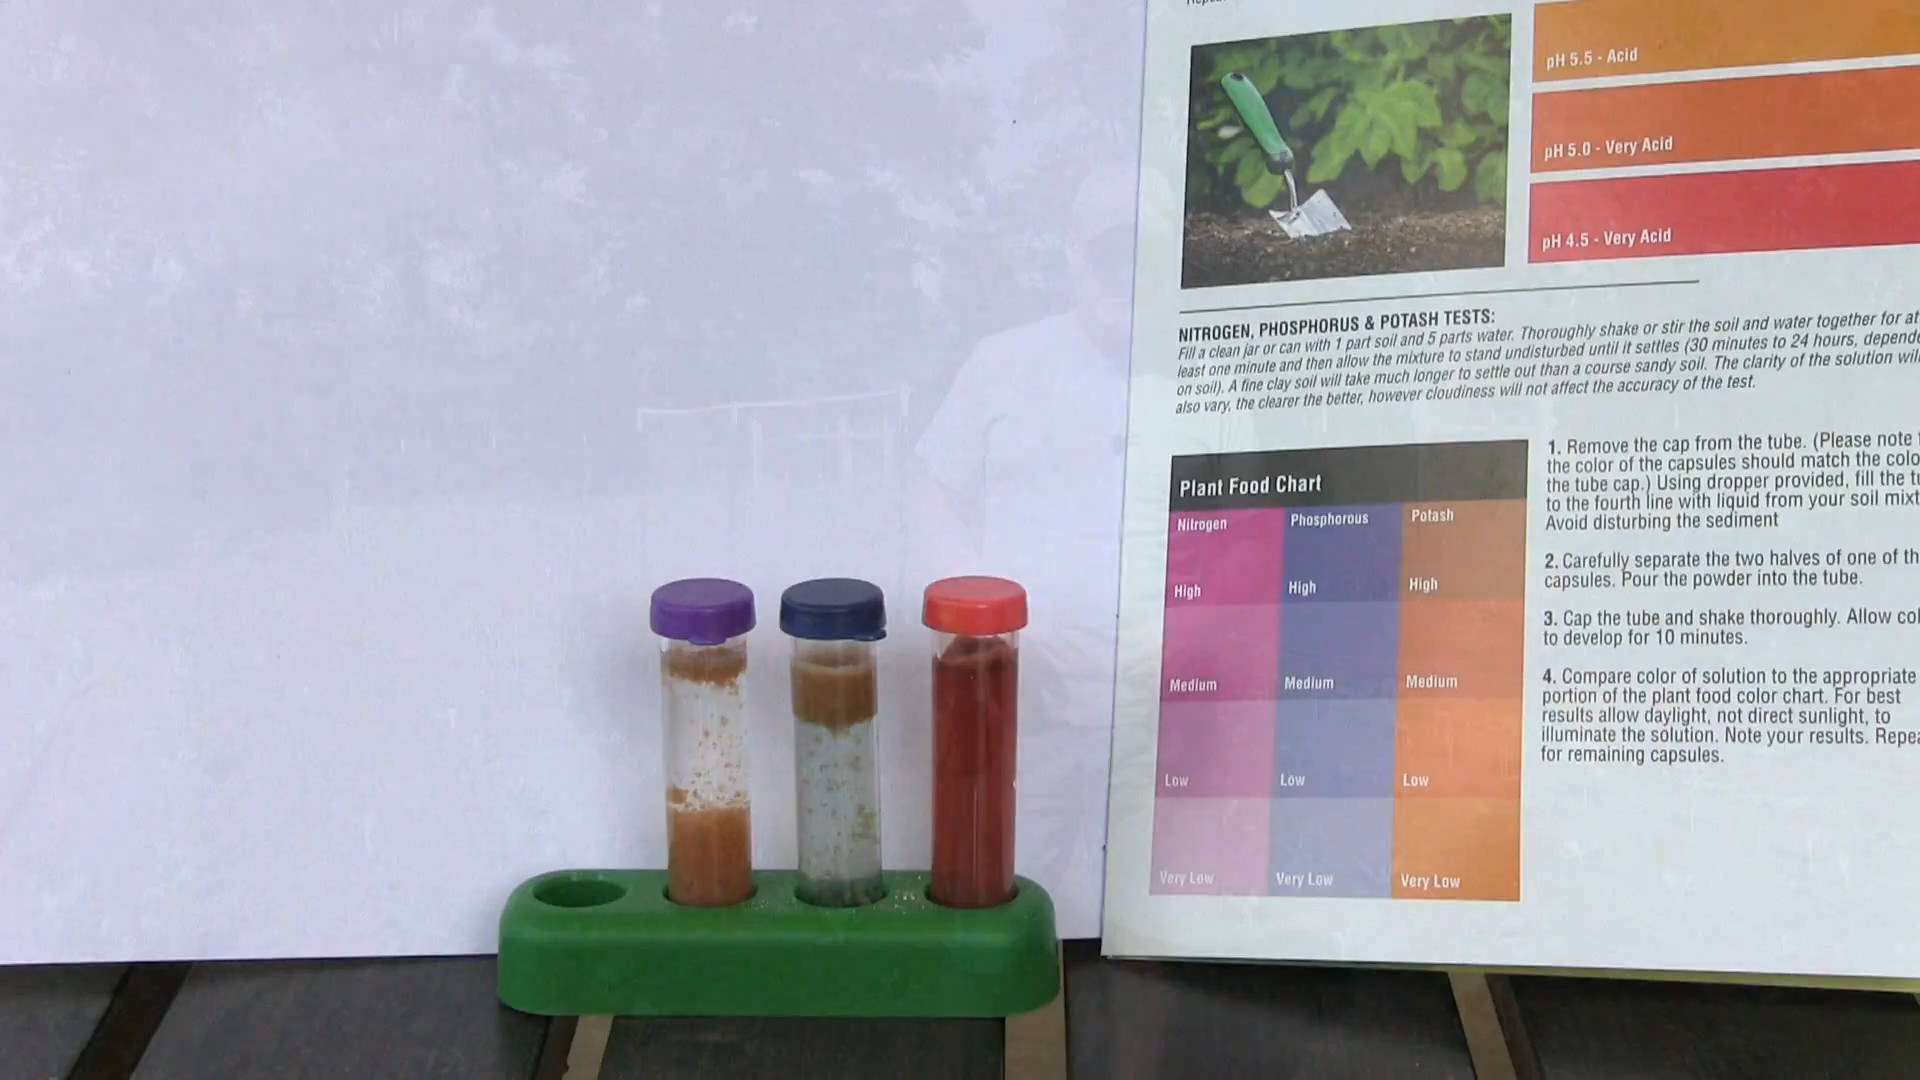 pH 5.5 - Acid
pH 5.0 - Very Acid
pH 4.5 - Very Acid
NITROGEN, PHOSPHORUS & POTASH TESTS:
Fill a clean jar or can with 1 part soil and 5 parts water. Thoroughly shake or stir the soil and water together for at
least one minute and then allow the mixture to stand undisturbed until it settles (30 minutes to 24 hours,
on soil). A fine clay soil will take much longer to settle out than a course sandy soil. The clarity of the solution
also vary, the clearer the better, however cloudiness will not affect the accuracy of the test.
Plant Food Chart
Nitrogen Phosphorous Potash
High High High
Medium Medium Medium
Low Low Low
Very Low Very Low Very Low
1. Remove the cap from the tube. (Please note
the color of the capsules should match the
the tube cap.) Using dropper provided, fill the
to the fourth line with liquid from your soil
Avoid disturbing the sediment
2. Carefully separate the two halves of one of
capsules. Pour the powder into the tube.
3. Cap the tube and shake thoroughly. Allow
to develop for 10 minutes.
4. Compare color of solution to the appropriate
portion of the plant food color chart. For best
results allow daylight, not direct sunlight, to
illuminate the solution. Note your results.
for remaining capsules.